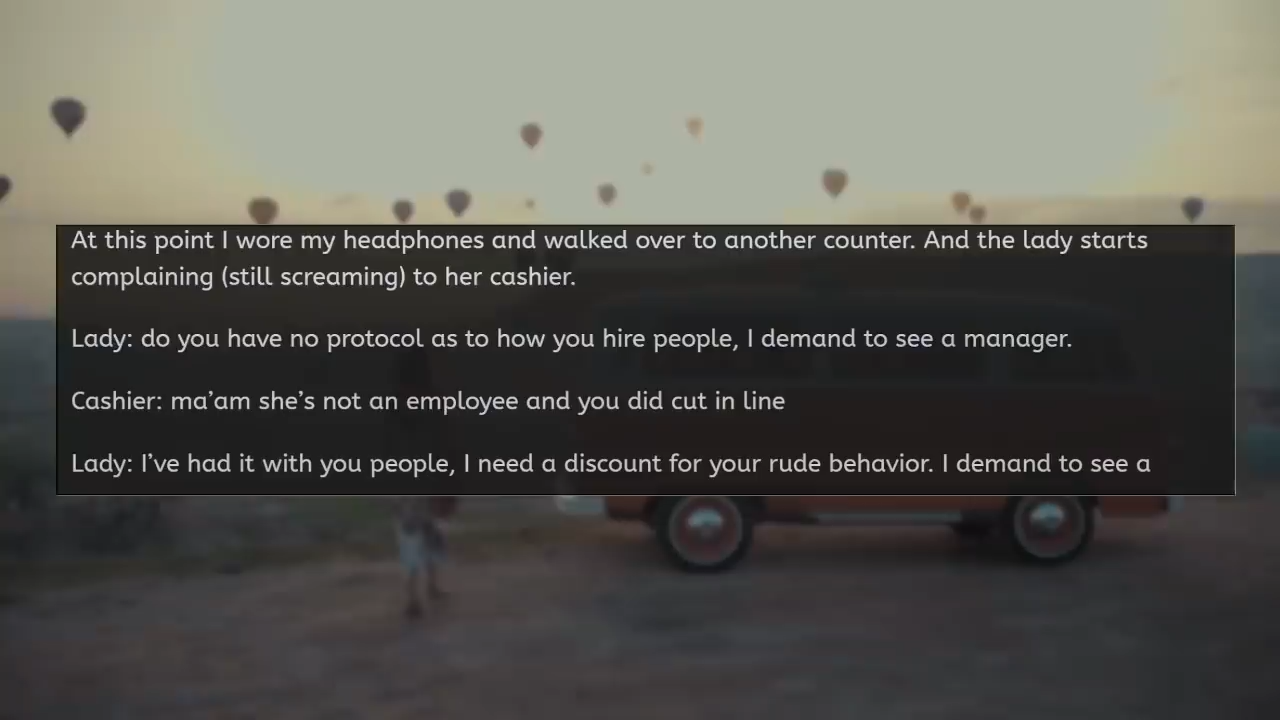 At this point I wore my headphones and walked over to another counter. And the lady starts
complaining (still screaming) to her cashier.
Lady: do you have no protocol as to how you hire people, I demand to see a manager.
Cashier: ma’am she’s not an employee and you did cut in line
Lady: I’ve had it with you people, I need a discount for your rude behavior. I demand to see a